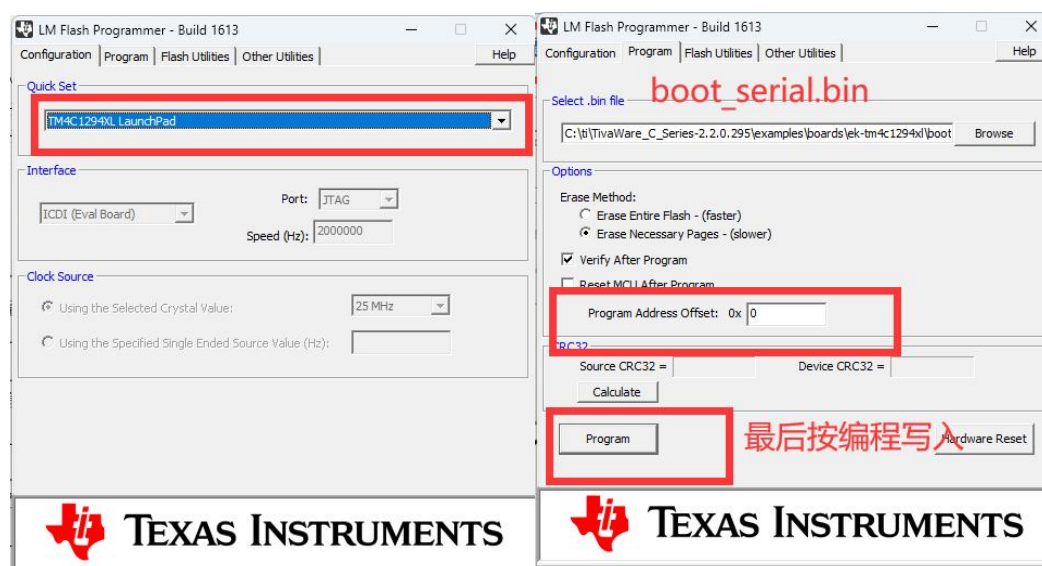 LM Flash Programmer - Build 1613
Configuration Program Flash Utilities Other Utilities Help
Quick Set
TM4C1294XL LaunchPad
Interface
ICDI (Eval Board)
Port: JTAG
Speed (Hz): 2000000
Clock Source
Using the Selected Crystal Value: 25 MHz
Using the Specified Single Ended Source Value (Hz):
TEXAS INSTRUMENTS
LM Flash Programmer - Build 1613
Configuration Program Flash Utilities Other Utilities Help
boot_serial.bin
Select .bin file
C:\ti\TivaWare_C_Series-2.2.0.295\examples\boards\ek-tm4c1294xl\boot Browse
Options
Erase Method:
Erase Entire Flash - (faster)
Erase Necessary Pages - (slower)
Verify After Program
Reset MCU After Program
Program Address Offset: 0x 0
CRC32
Source CRC32 = Device CRC32 =
Calculate
Program 最后按编程写入 Hardware Reset
TEXAS INSTRUMENTS